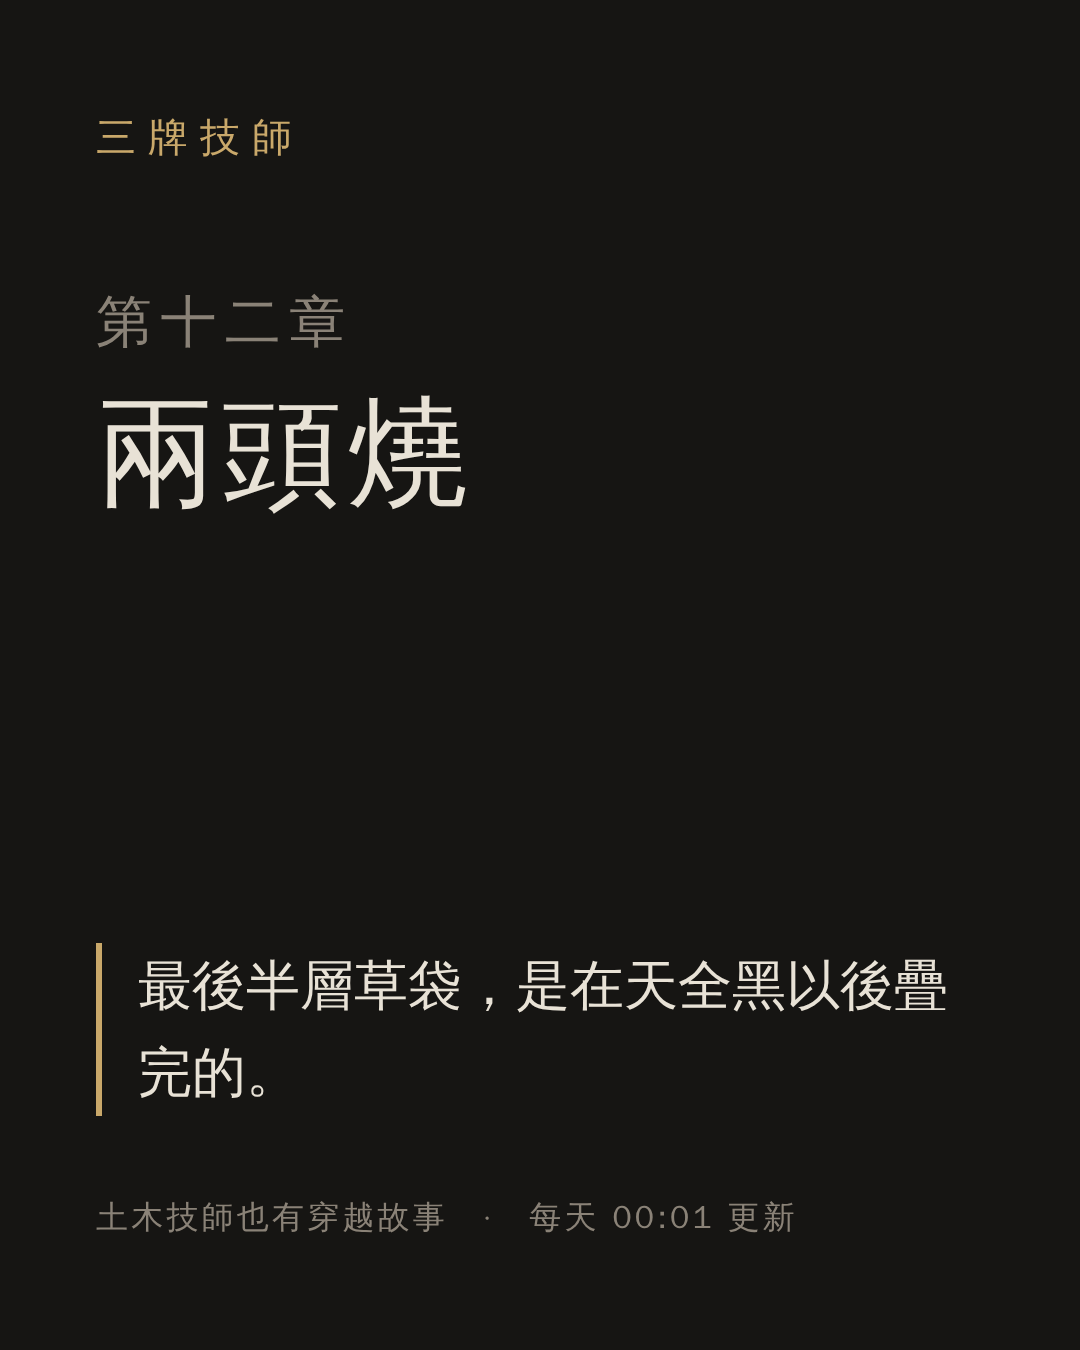 三牌技師
第十二章
兩頭燒
最後半層草袋，是在天全黑以後疊
完的。
土木技師也有穿越故事 · 每天 00:01 更新